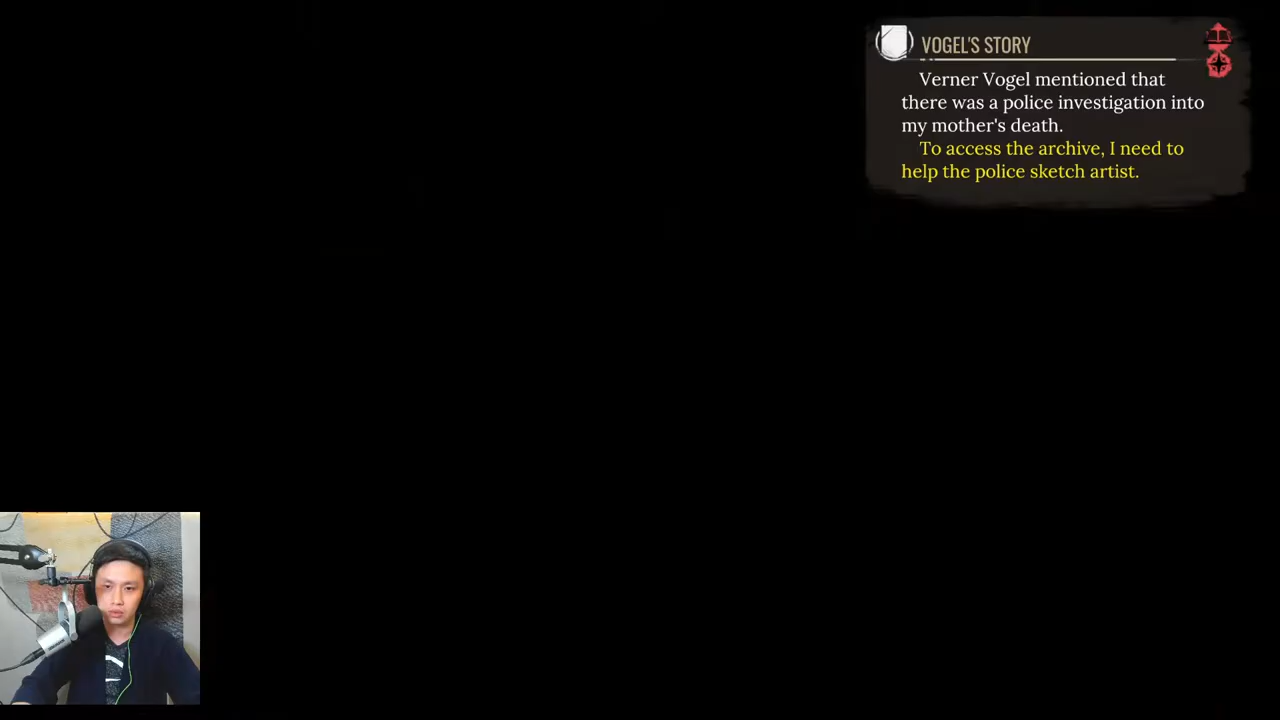 VOGEL'S STORY
Verner Vogel mentioned that
there was a police investigation into
my mother's death.
To access the archive, I need to
help the police sketch artist.